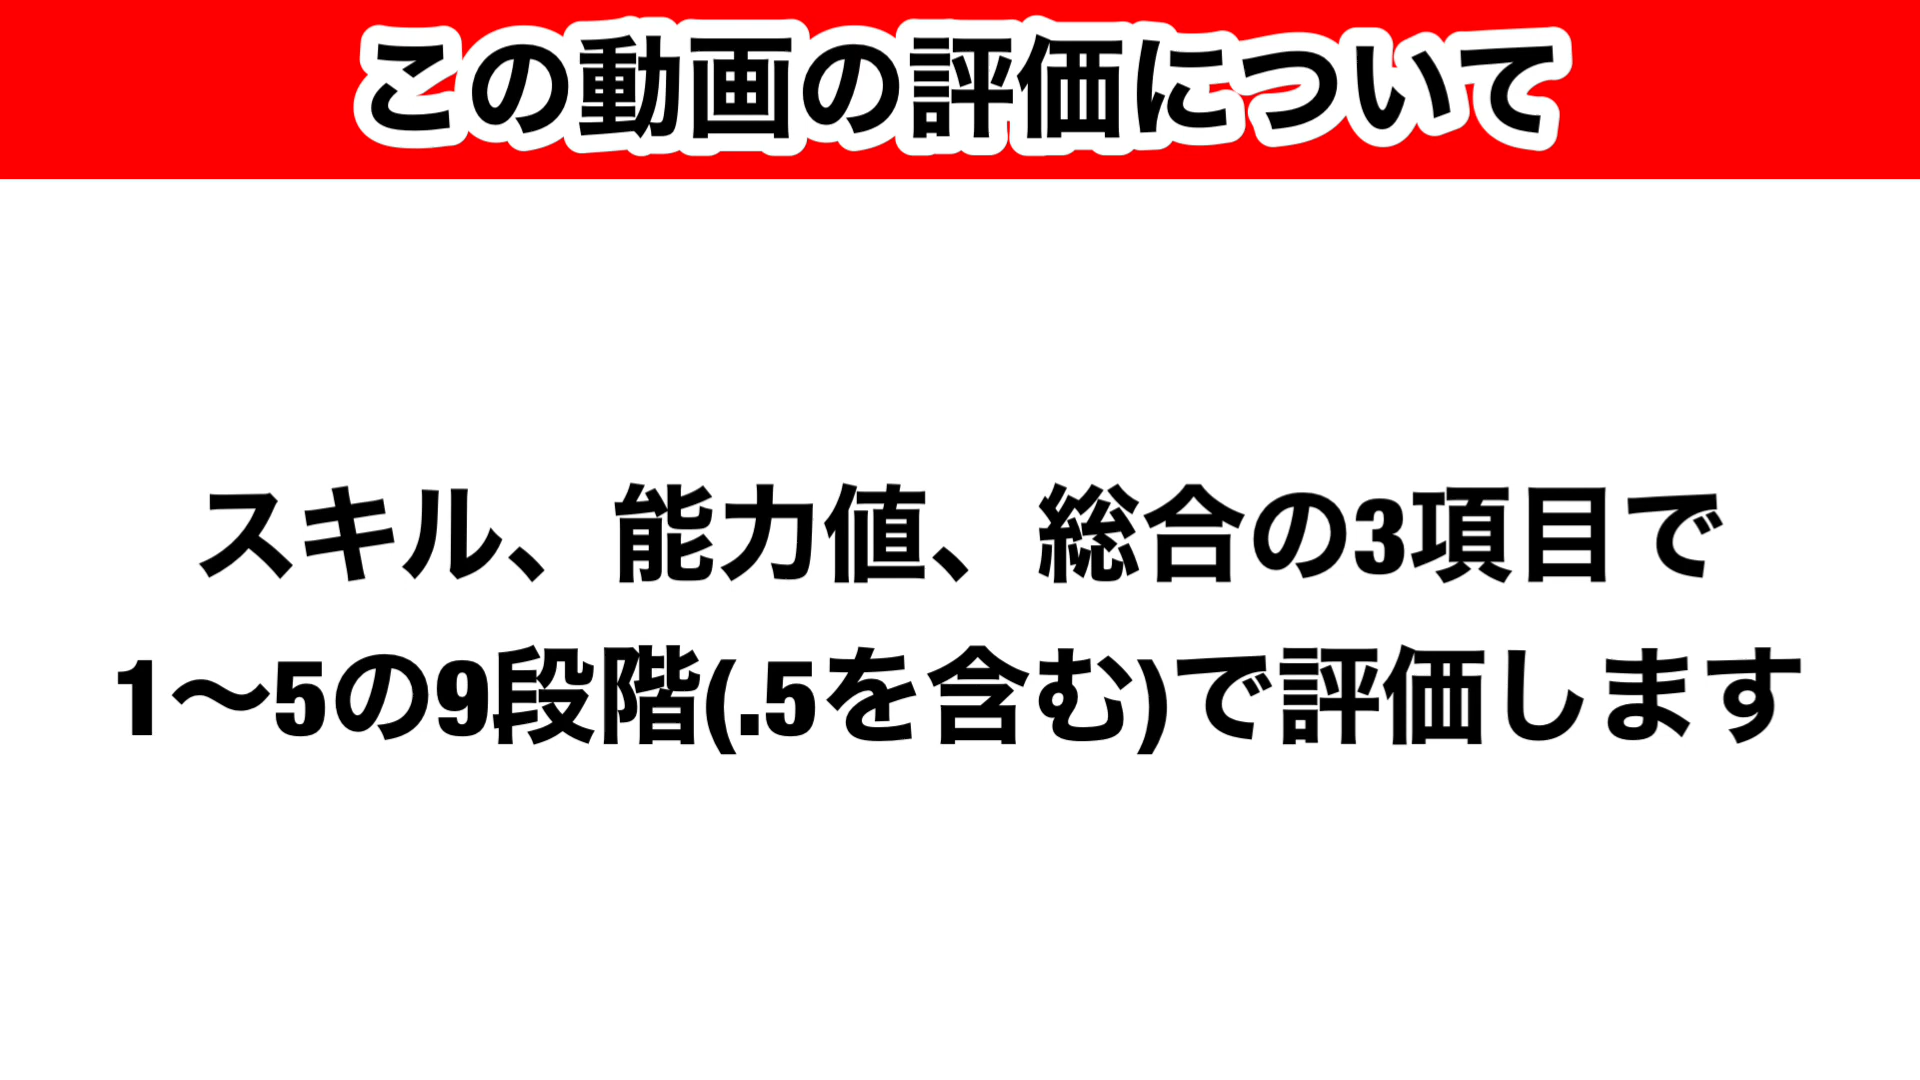 この動画の評価について
スキル、能力値、総合の3項目で
1〜5の9段階(.5を含む)で評価します